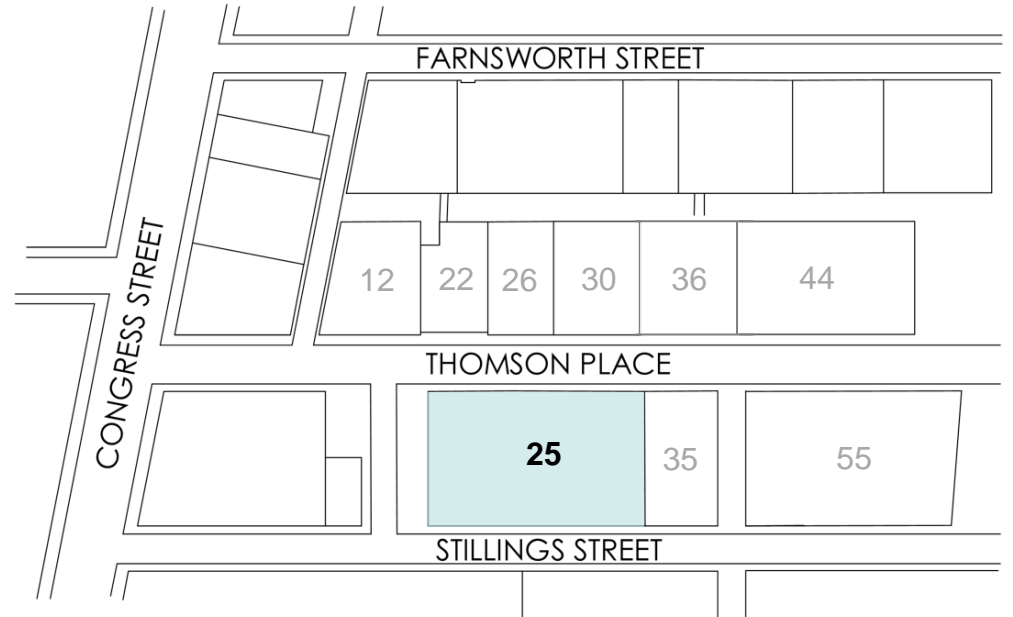 FARNSWORTH STREET
CONGRESS STREET
12 22 26 30 36 44
THOMSON PLACE
25 35 55
STILLINGS STREET